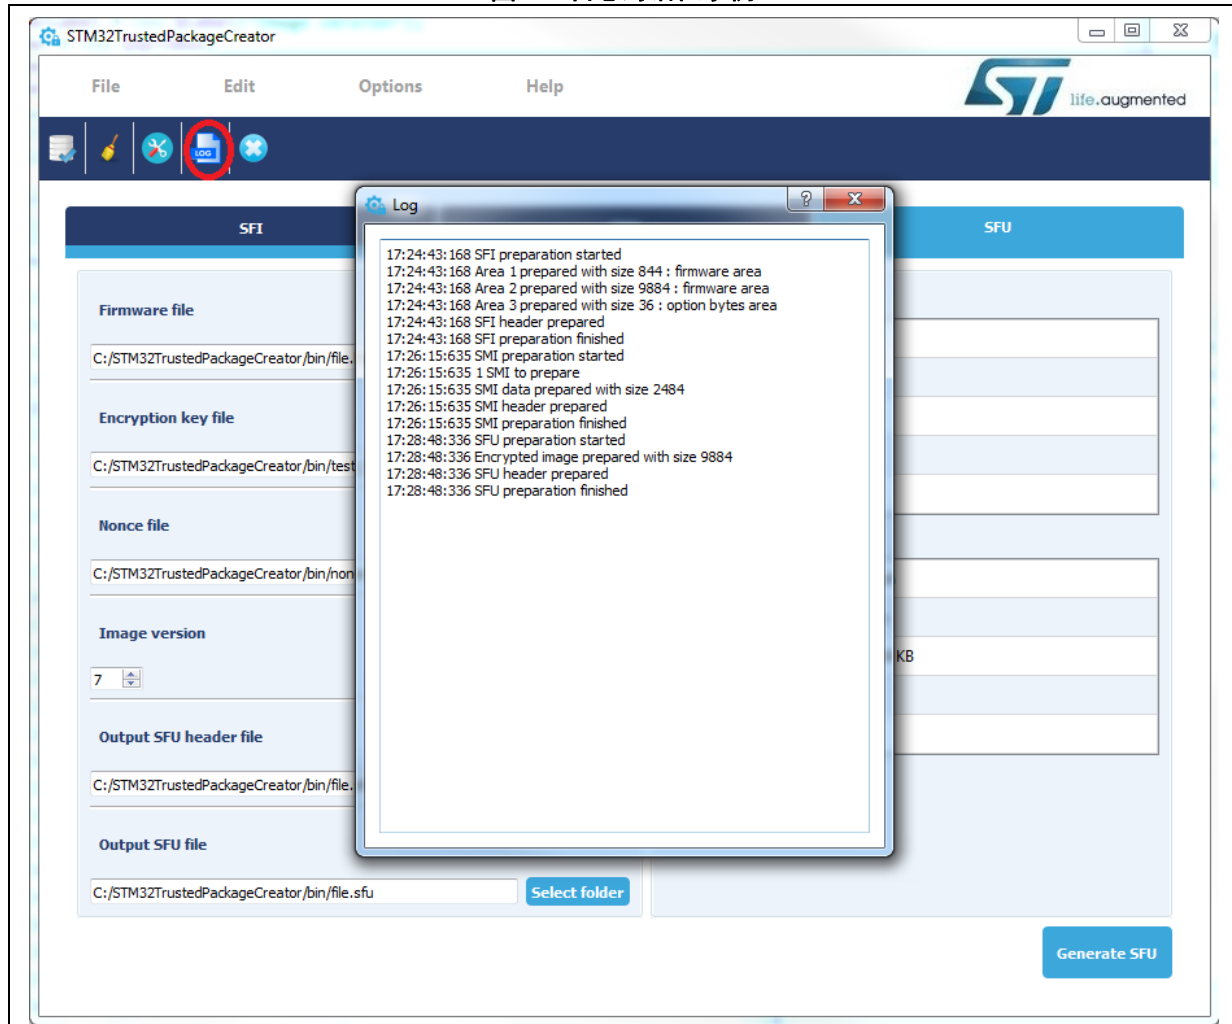 STM32TrustedPackageCreator
File Edit Options Help
life.augmented
LOG
SFI
SFU
Log
17:24:43:168 SFI preparation started
17:24:43:168 Area 1 prepared with size 844 : firmware area
17:24:43:168 Area 2 prepared with size 9884 : firmware area
17:24:43:168 Area 3 prepared with size 36 : option bytes area
17:24:43:168 SFI header prepared
17:24:43:168 SFI preparation finished
17:26:15:635 SMI preparation started
17:26:15:635 1 SMI to prepare
17:26:15:635 SMI data prepared with size 2484
17:26:15:635 SMI header prepared
17:26:15:635 SMI preparation finished
17:28:48:336 SFU preparation started
17:28:48:336 Encrypted image prepared with size 9884
17:28:48:336 SFU header prepared
17:28:48:336 SFU preparation finished
Firmware file
C:/STM32TrustedPackageCreator/bin/file.
Encryption key file
C:/STM32TrustedPackageCreator/bin/test
Nonce file
C:/STM32TrustedPackageCreator/bin/non
Image version
7
KB
Output SFU header file
C:/STM32TrustedPackageCreator/bin/file.
Output SFU file
C:/STM32TrustedPackageCreator/bin/file.sfu
Select folder
Generate SFU